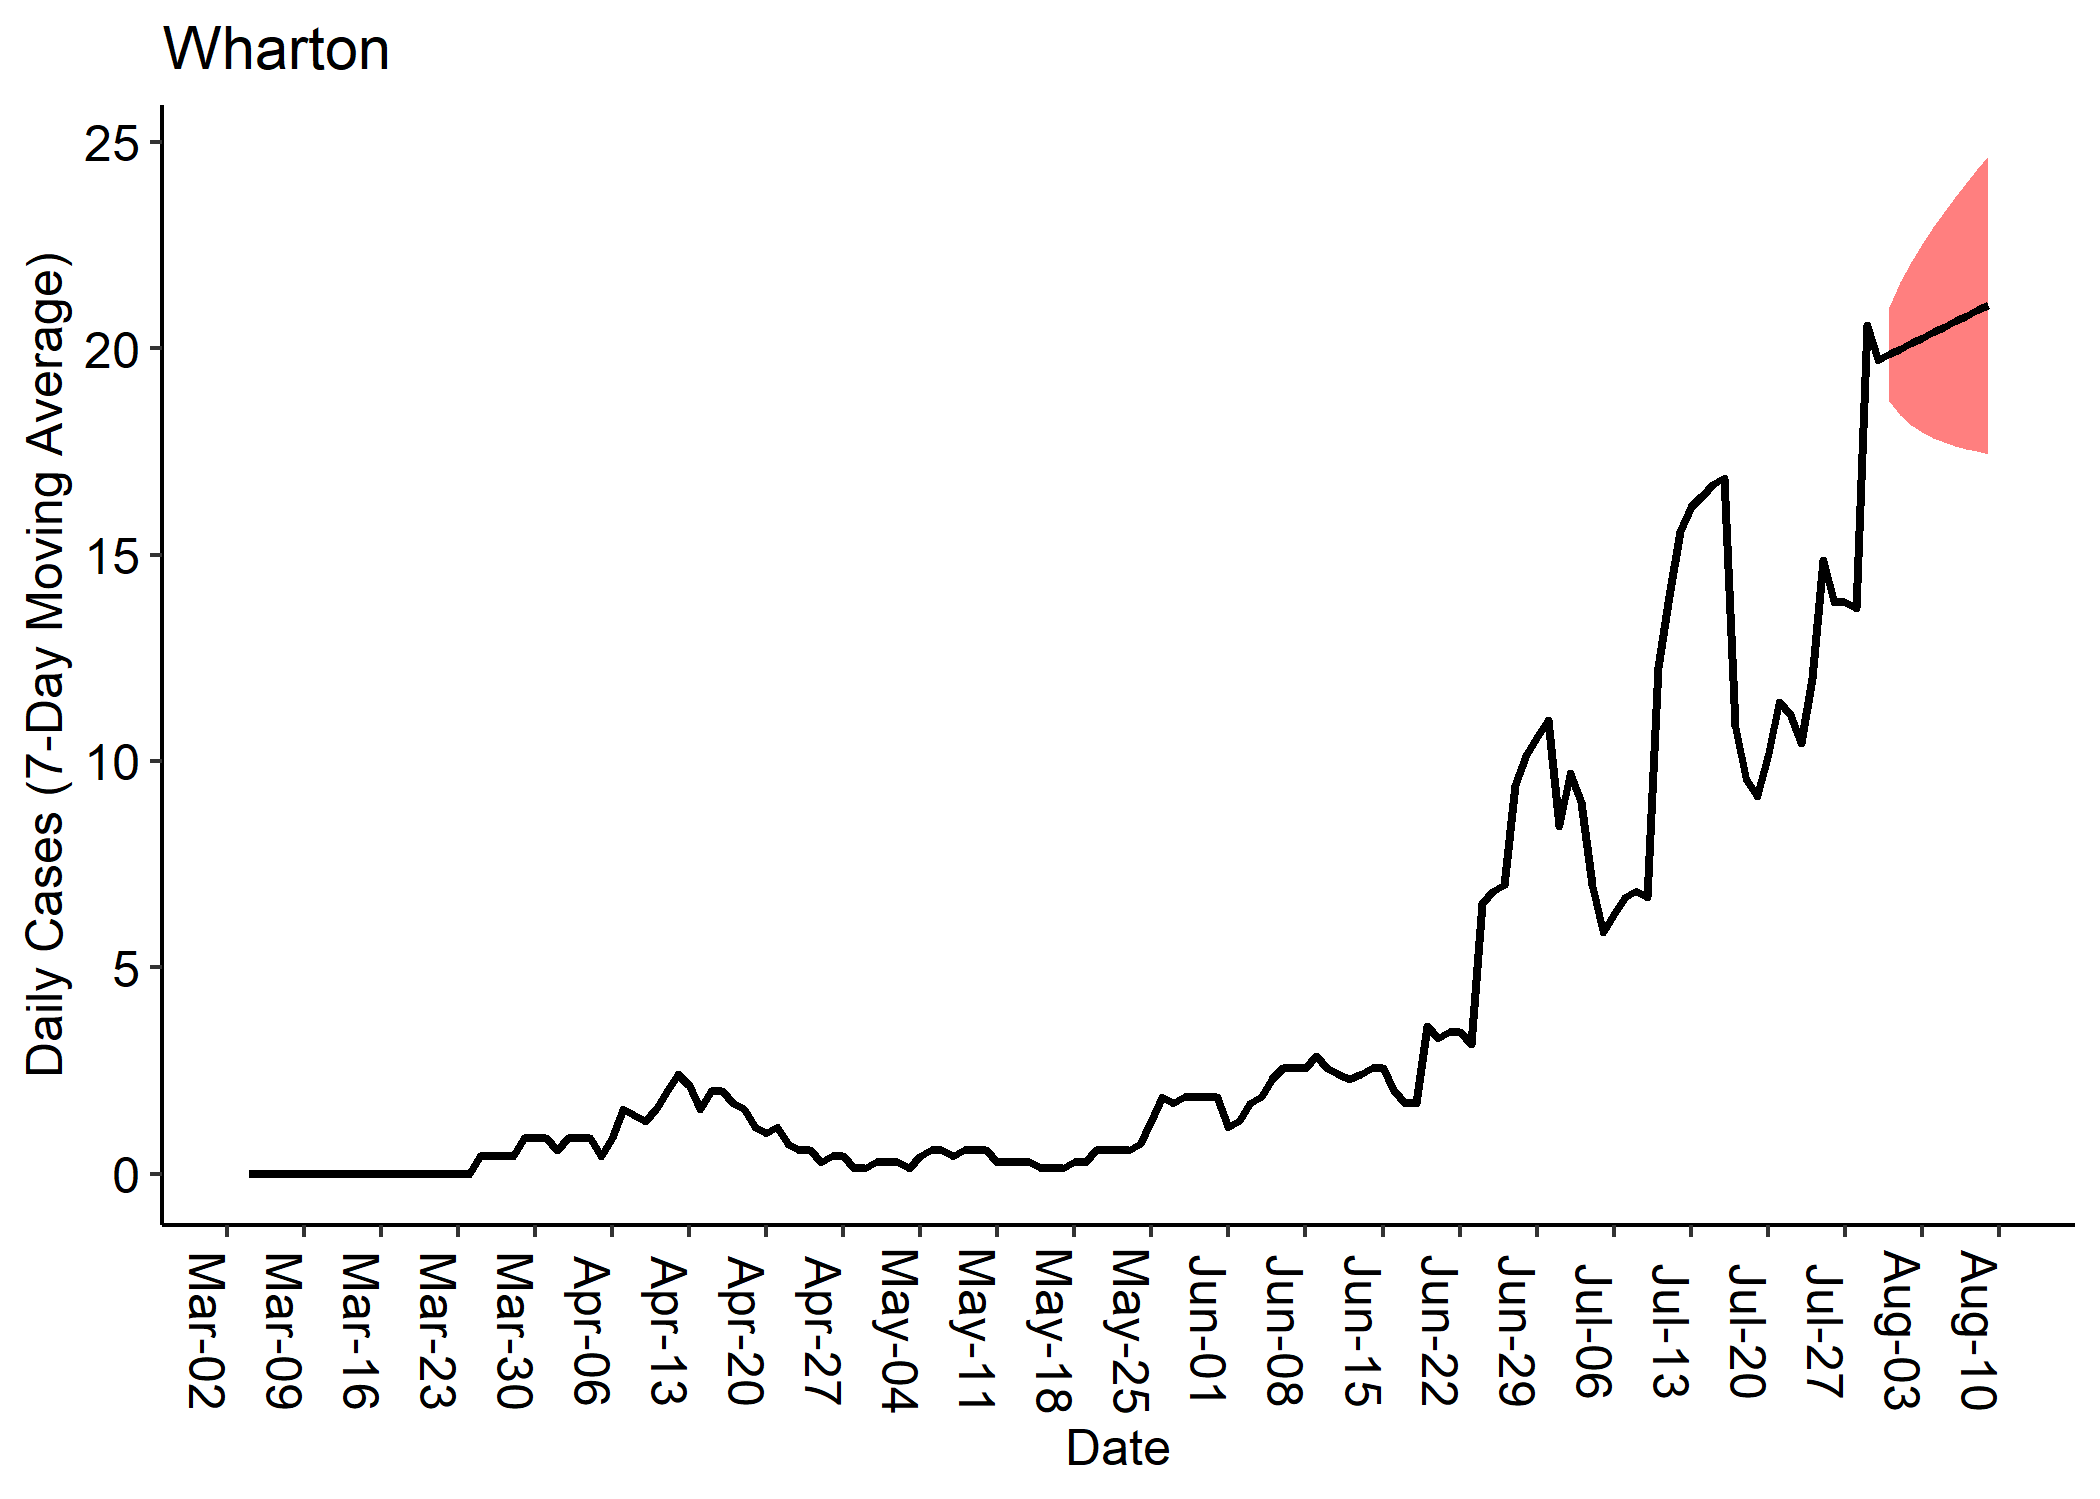 Wharton
Daily Cases (7-Day Moving Average)
25
20
15
10
5
0
Mar-02
Mar-09
Mar-16
Mar-23
Mar-30
Apr-06
Apr-13
Apr-20
Apr-27
May-04
May-11
May-18
May-25
Jun-01
Jun-08
Jun-15
Jun-22
Jun-29
Jul-06
Jul-13
Jul-20
Jul-27
Aug-03
Aug-10
Date